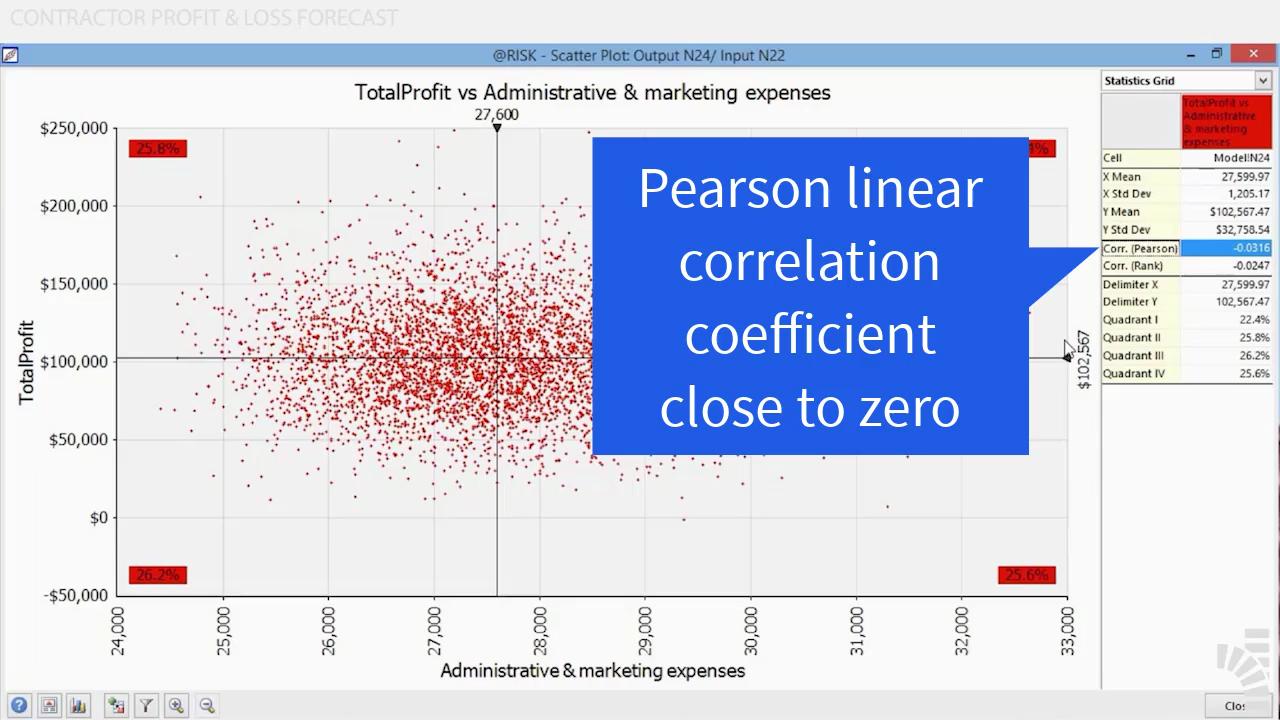 CONTRACTOR PROFIT & LOSS FORECAST
@RISK - Scatter Plot: Output N24/ Input N22
TotalProfit vs Administrative & marketing expenses
27,600
$250,000
$200,000
$150,000
$100,000
$50,000
$0
-$50,000
TotalProfit
25.8%
4%
26.2%
25.6%
$102,567
24,000
25,000
26,000
27,000
28,000
29,000
30,000
31,000
32,000
33,000
Administrative & marketing expenses
Pearson linear
correlation
coefficient
close to zero
Statistics Grid
TotalProfit vs
Administrative
& marketing
expenses
Cell Model!N24
X Mean 27,599.97
X Std Dev 1,205.17
Y Mean $102,567.47
Y Std Dev $32,758.54
Corr. (Pearson) -0.0316
Corr. (Rank) -0.0247
Delimiter X 27,599.97
Delimiter Y 102,567.47
Quadrant I 22.4%
Quadrant II 25.8%
Quadrant III 26.2%
Quadrant IV 25.6%
Clos